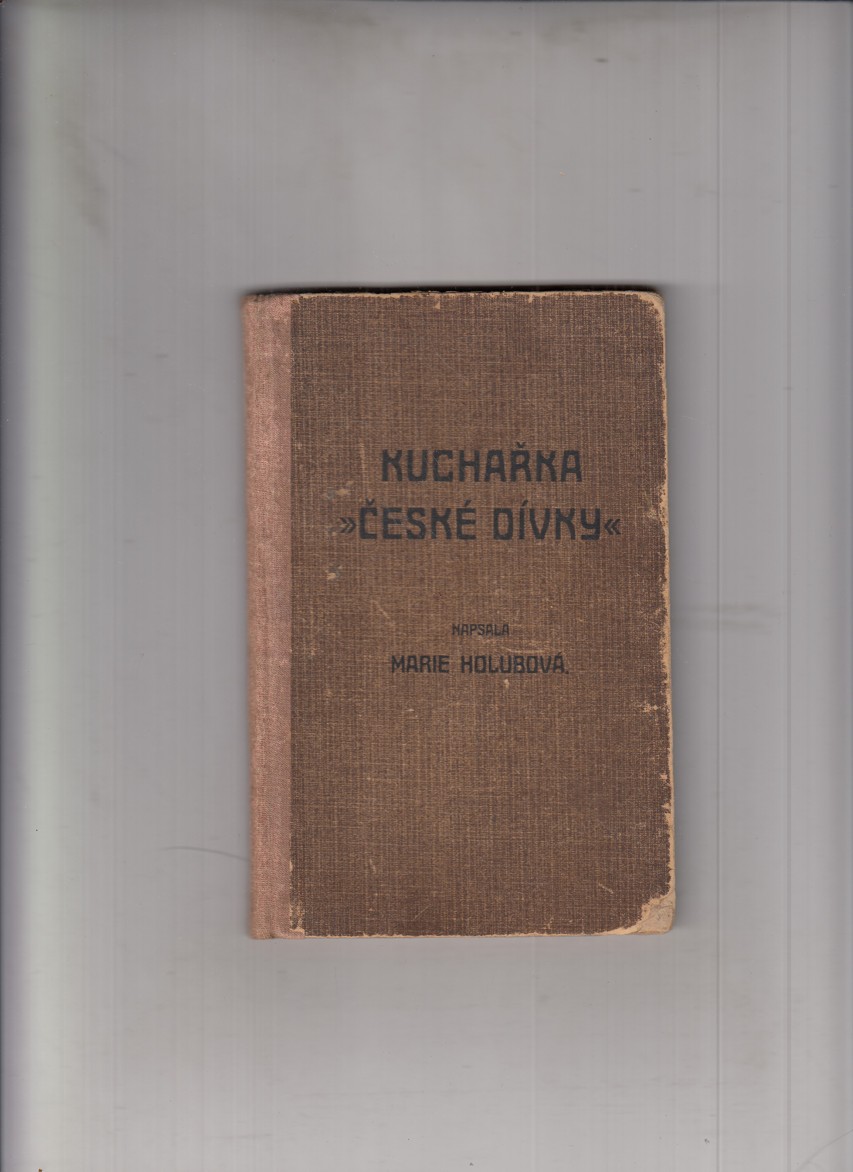 KUCHAŘKA
»ČESKÉ DÍVKY«
NAPSALA
MARIE HOLUBOVÁ.